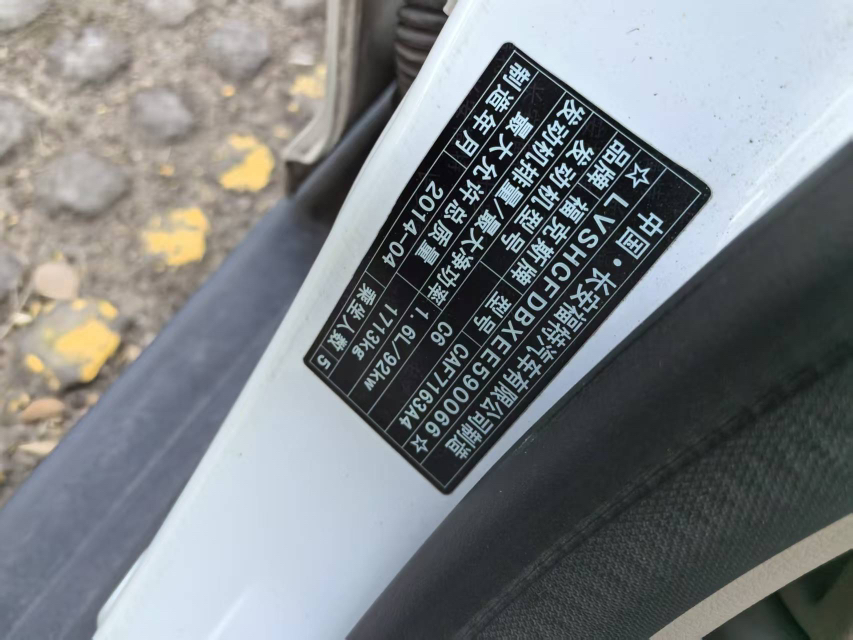 中国·长安福特汽车有限公司制造
☆LVSHCFDBXEE590066☆
品牌 福克斯牌 型号 CAF7163A4
发动机型号 C6
发动机排量/最大净功率 1.6L/92kw
最大允许总质量 1713kg
制造年月 2014-04 乘坐人数 5